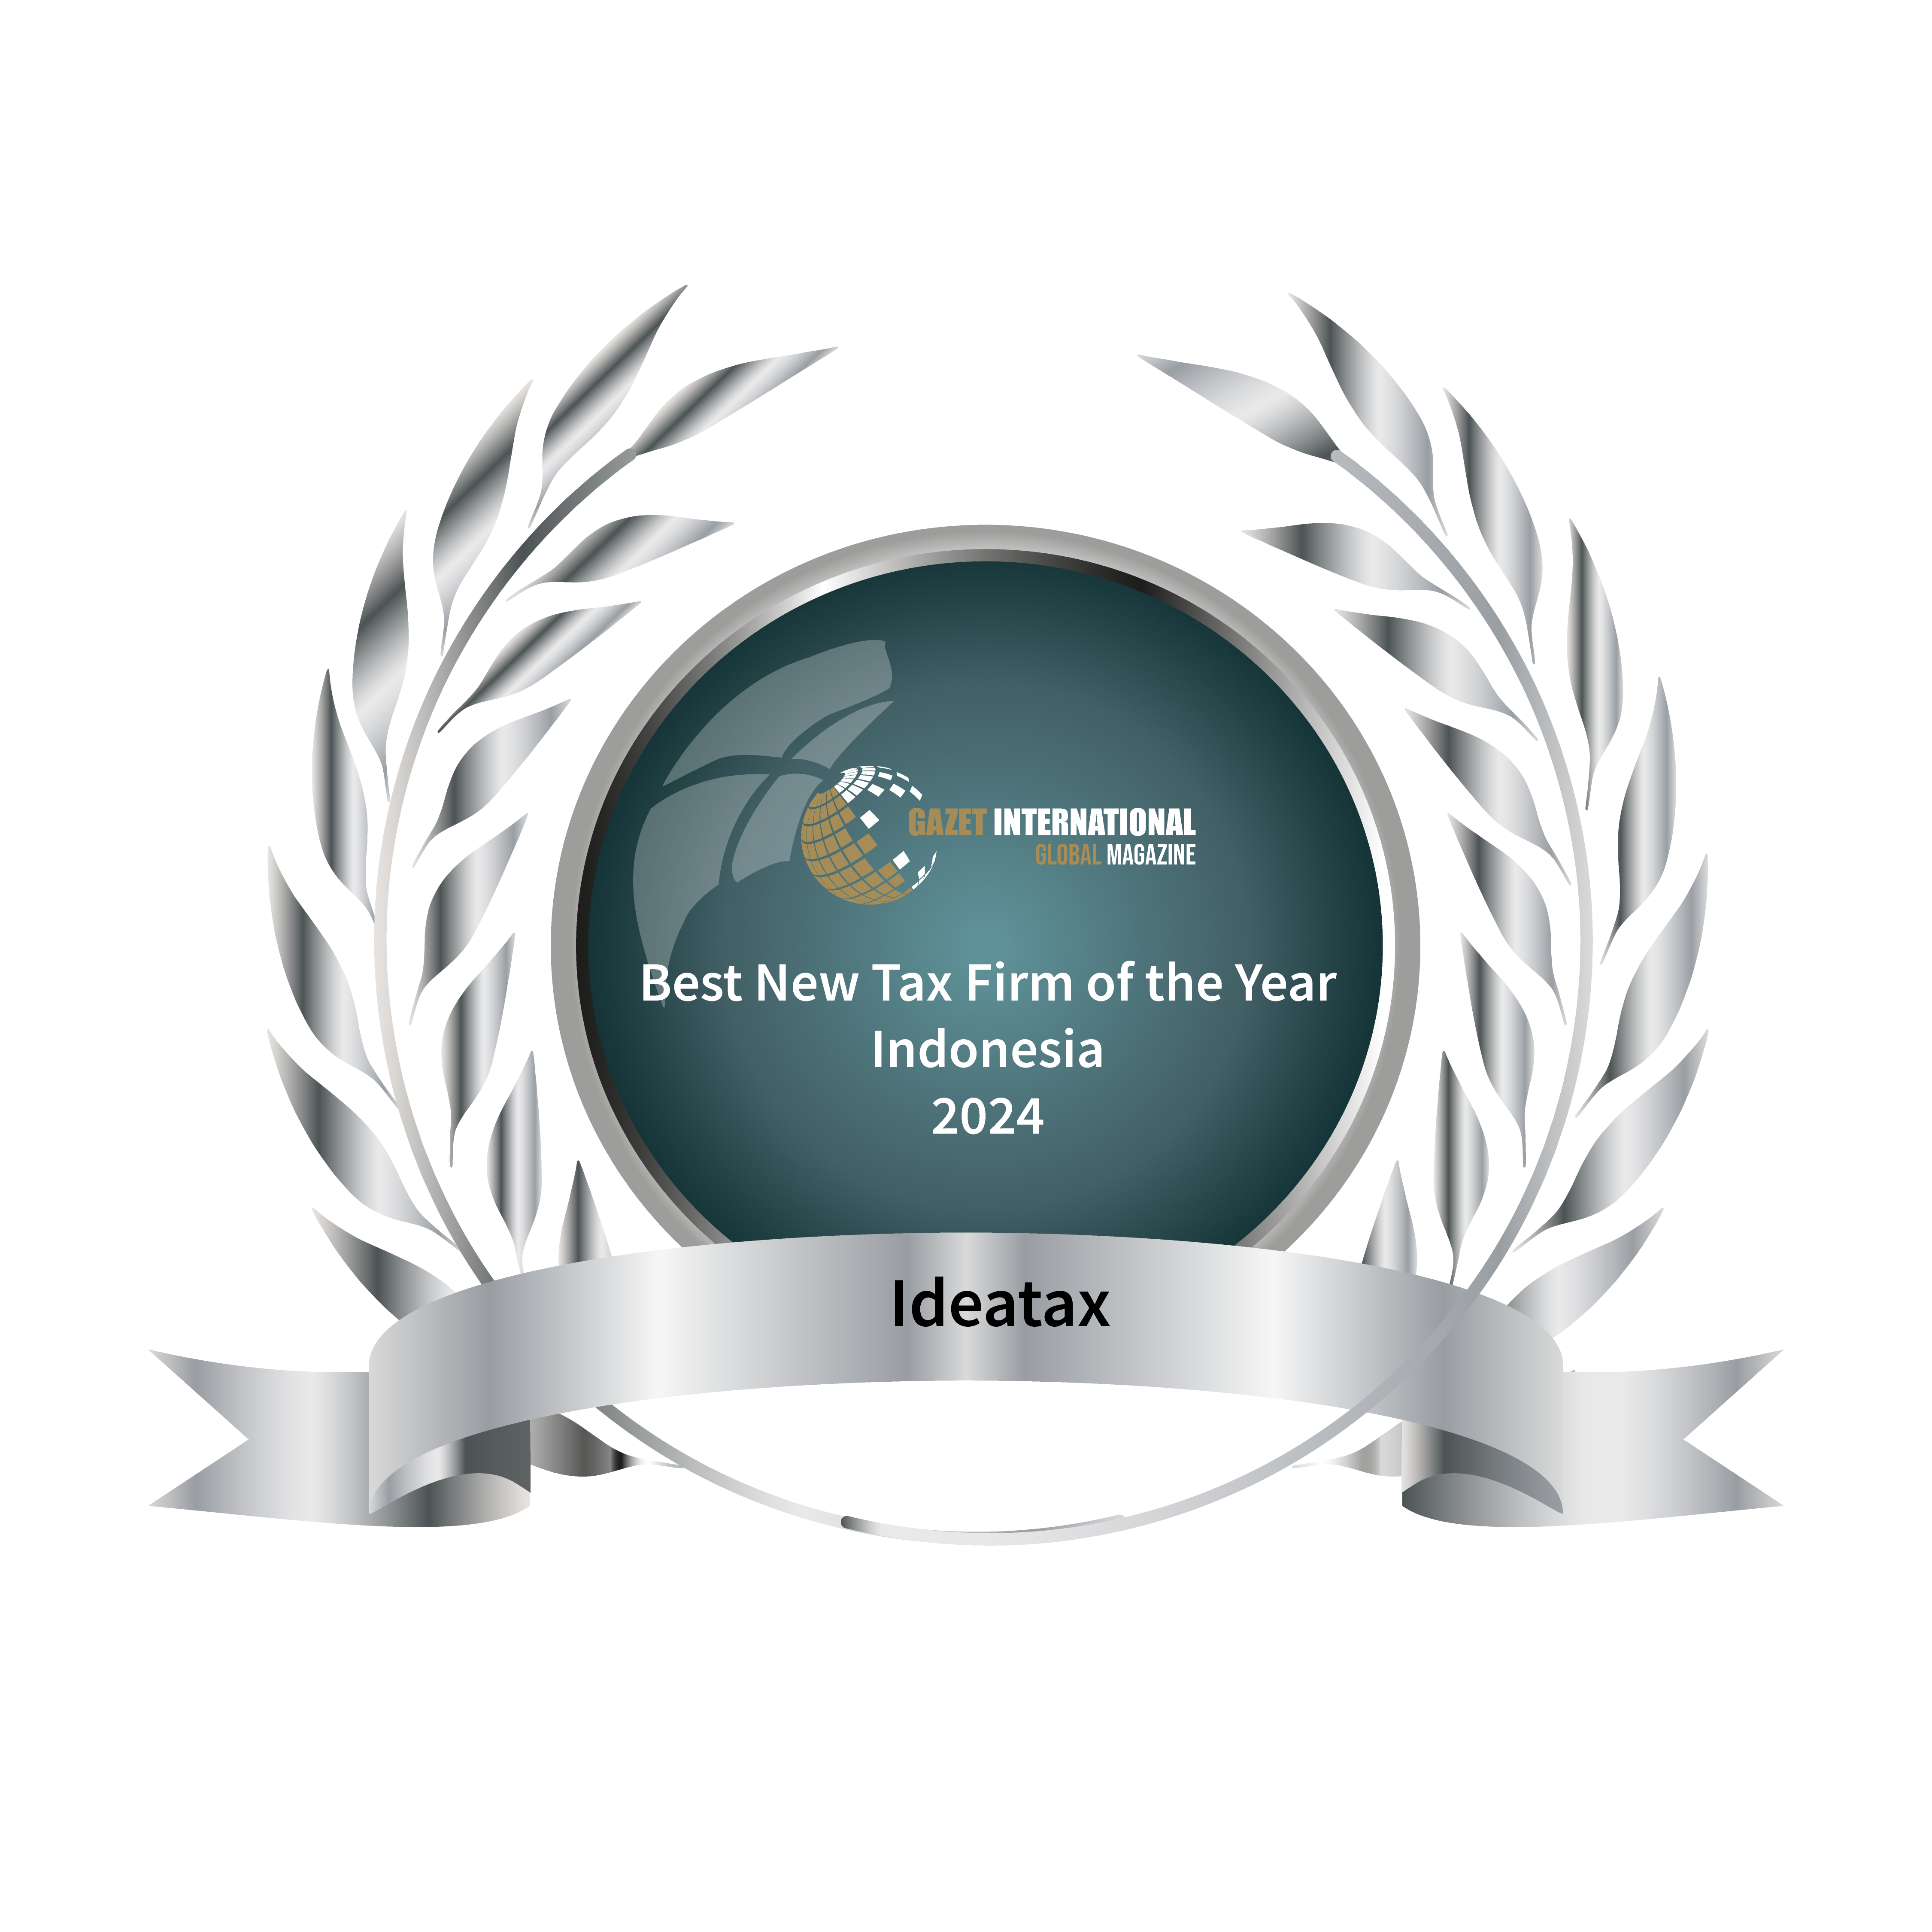 GAZET INTERNATIONAL
GLOBAL MAGAZINE
Best New Tax Firm of the Year
Indonesia
2024
Ideatax